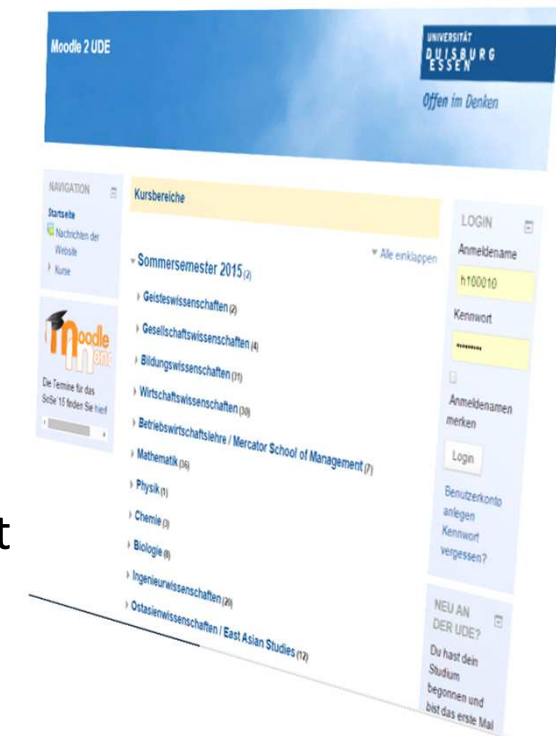 Moodle 2 UDE
UNIVERSITÄT
DUISBURG
ESSEN
Offen im Denken
NAVIGATION
Startseite
Nachrichten der
Website
Kurse
moodle
Die Termine für das
SoSe 15 finden Sie hier!
Kursbereiche
Alle einklappen
Sommersemester 2015 (2)
Geisteswissenschaften (2)
Gesellschaftswissenschaften (4)
Bildungswissenschaften (31)
Wirtschaftswissenschaften (30)
Betriebswirtschaftslehre / Mercator School of Management (7)
Mathematik (36)
Physik (1)
Chemie (3)
Biologie (8)
Ingenieurwissenschaften (20)
Ostasienwissenschaften / East Asian Studies (12)
LOGIN
Anmeldename
h100010
Kennwort
Anmeldenamen
merken
Login
Benutzerkonto
anlegen
Kennwort
vergessen?
NEU AN
DER UDE?
Du hast dein
Studium
begonnen und
bist das erste Mal
t